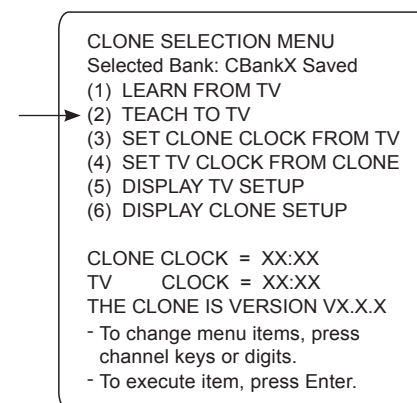 CLONE SELECTION MENU
Selected Bank: CBankX Saved
(1) LEARN FROM TV
(2) TEACH TO TV
(3) SET CLONE CLOCK FROM TV
(4) SET TV CLOCK FROM CLONE
(5) DISPLAY TV SETUP
(6) DISPLAY CLONE SETUP
CLONE CLOCK = XX:XX
TV CLOCK = XX:XX
THE CLONE IS VERSION VX.X.X
- To change menu items, press
channel keys or digits.
- To execute item, press Enter.